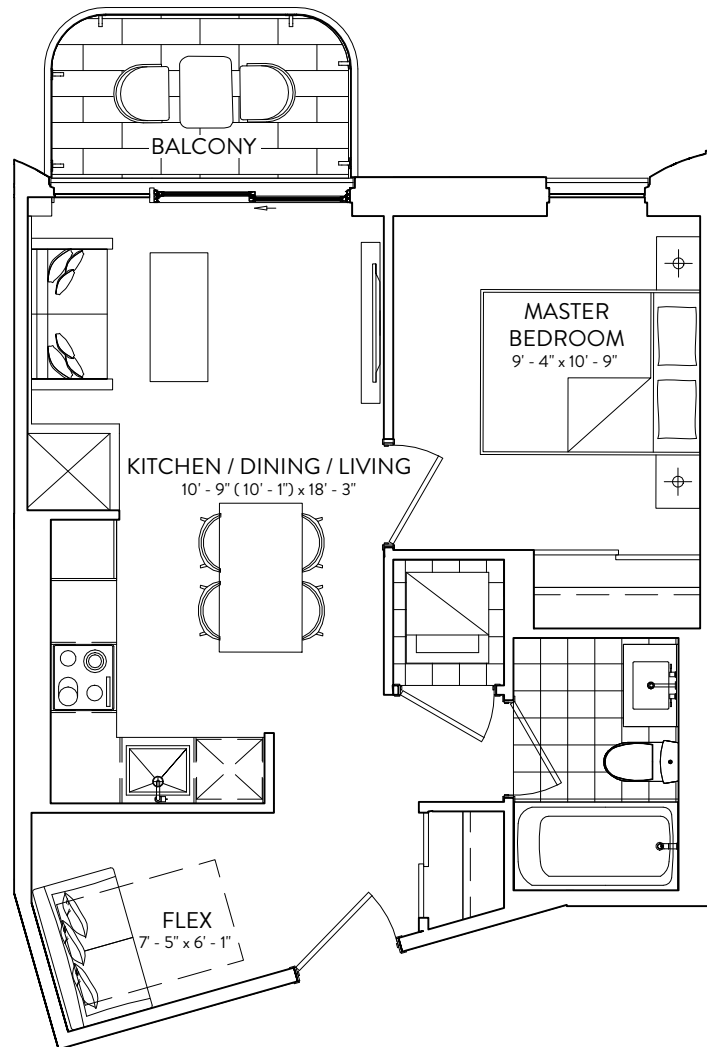 BALCONY
MASTER
BEDROOM
9' - 4" x 10' - 9"
KITCHEN / DINING / LIVING
10' - 9" ( 10' - 1") x 18' - 3"
FLEX
7' - 5" x 6' - 1"